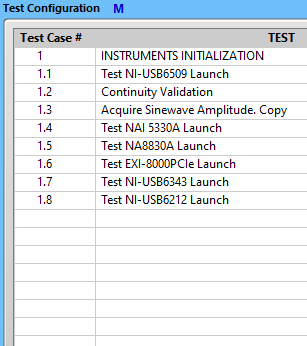 Test Configuration M
Test Case # TEST
1 INSTRUMENTS INITIALIZATION
1.1 Test NI-USB6509 Launch
1.2 Continuity Validation
1.3 Acquire Sinewave Amplitude. Copy
1.4 Test NAI 5330A Launch
1.5 Test NA8830A Launch
1.6 Test EXI-8000PCIe Launch
1.7 Test NI-USB6343 Launch
1.8 Test NI-USB6212 Launch